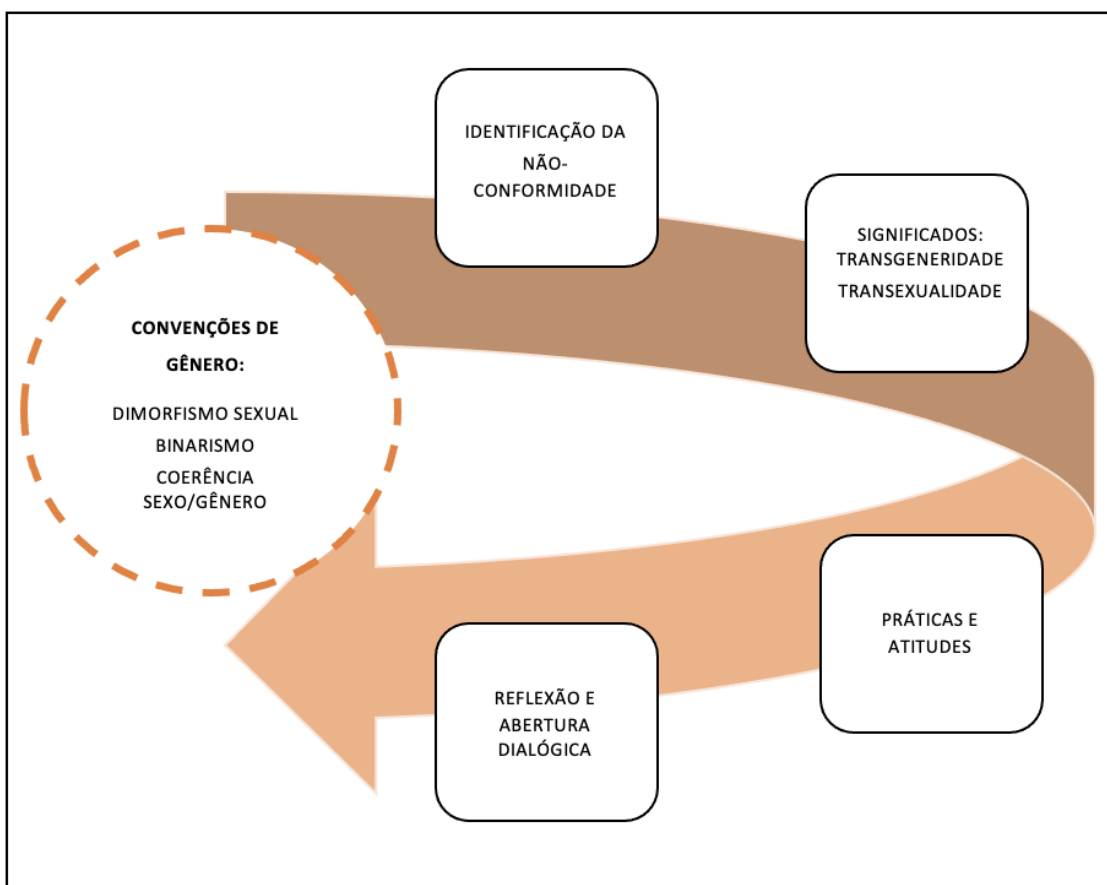 IDENTIFICAÇÃO DA
NÃO-
CONFORMIDADE
SIGNIFICADOS:
TRANSGENERIDADE
TRANSEXUALIDADE
CONVENÇÕES DE
GÊNERO:
DIMORFISMO SEXUAL
BINARISMO
COERÊNCIA
SEXO/GÊNERO
PRÁTICAS E
ATITUDES
REFLEXÃO E
ABERTURA
DIALÓGICA